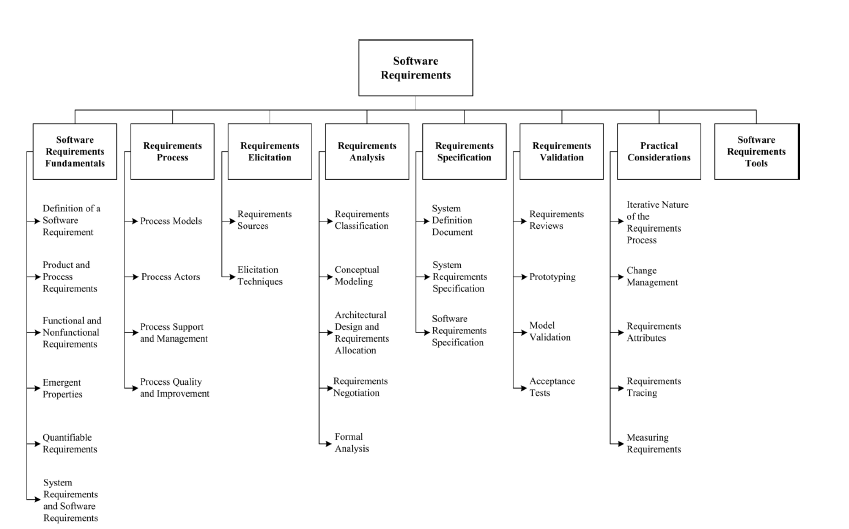 Software
Requirements
Software
Requirements
Fundamentals
Requirements
Process
Requirements
Elicitation
Requirements
Analysis
Requirements
Specification
Requirements
Validation
Practical
Considerations
Software
Requirements
Tools
Definition of a
Software
Requirement
Product and
Process
Requirements
Functional and
Nonfunctional
Requirements
Emergent
Properties
Quantifiable
Requirements
System
Requirements
and Software
Requirements
Process Models
Process Actors
Process Support
and Management
Process Quality
and Improvement
Requirements
Sources
Elicitation
Techniques
Requirements
Classification
Conceptual
Modeling
Architectural
Design and
Requirements
Allocation
Requirements
Negotiation
Formal
Analysis
System
Definition
Document
System
Requirements
Specification
Software
Requirements
Specification
Requirements
Reviews
Prototyping
Model
Validation
Acceptance
Tests
Iterative Nature
of the
Requirements
Process
Change
Management
Requirements
Attributes
Requirements
Tracing
Measuring
Requirements